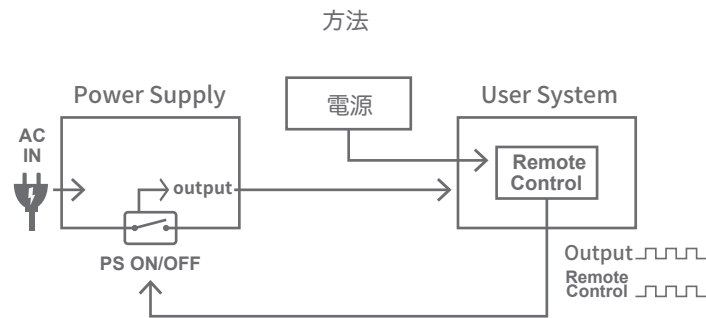 方法
Power Supply
電源
User System
AC
IN
output
Remote
Control
PS ON/OFF
Output
Remote
Control